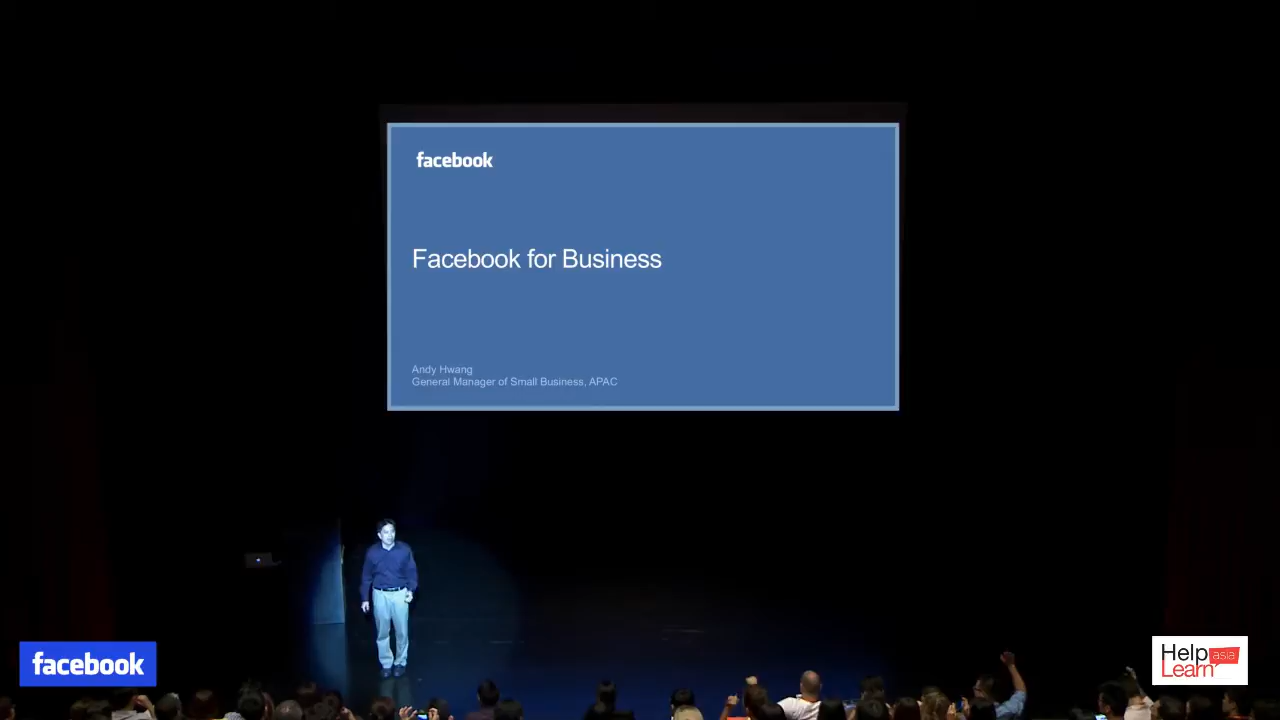 facebook
Facebook for Business
Andy Hwang
General Manager of Small Business, APAC
facebook
Help
asia
Learn